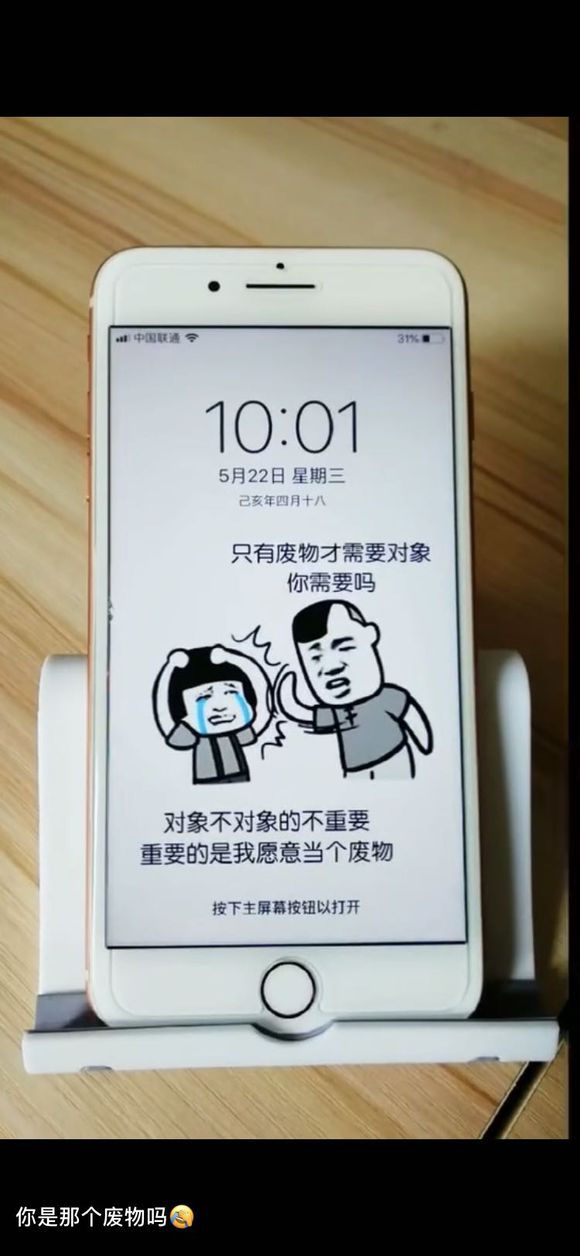 中国联通
31%
10:01
5月22日 星期三
己亥年四月十八
只有废物才需要对象
你需要吗
对象不对象的不重要
重要的是我愿意当个废物
按下主屏幕按钮以打开
你是那个废物吗🤣